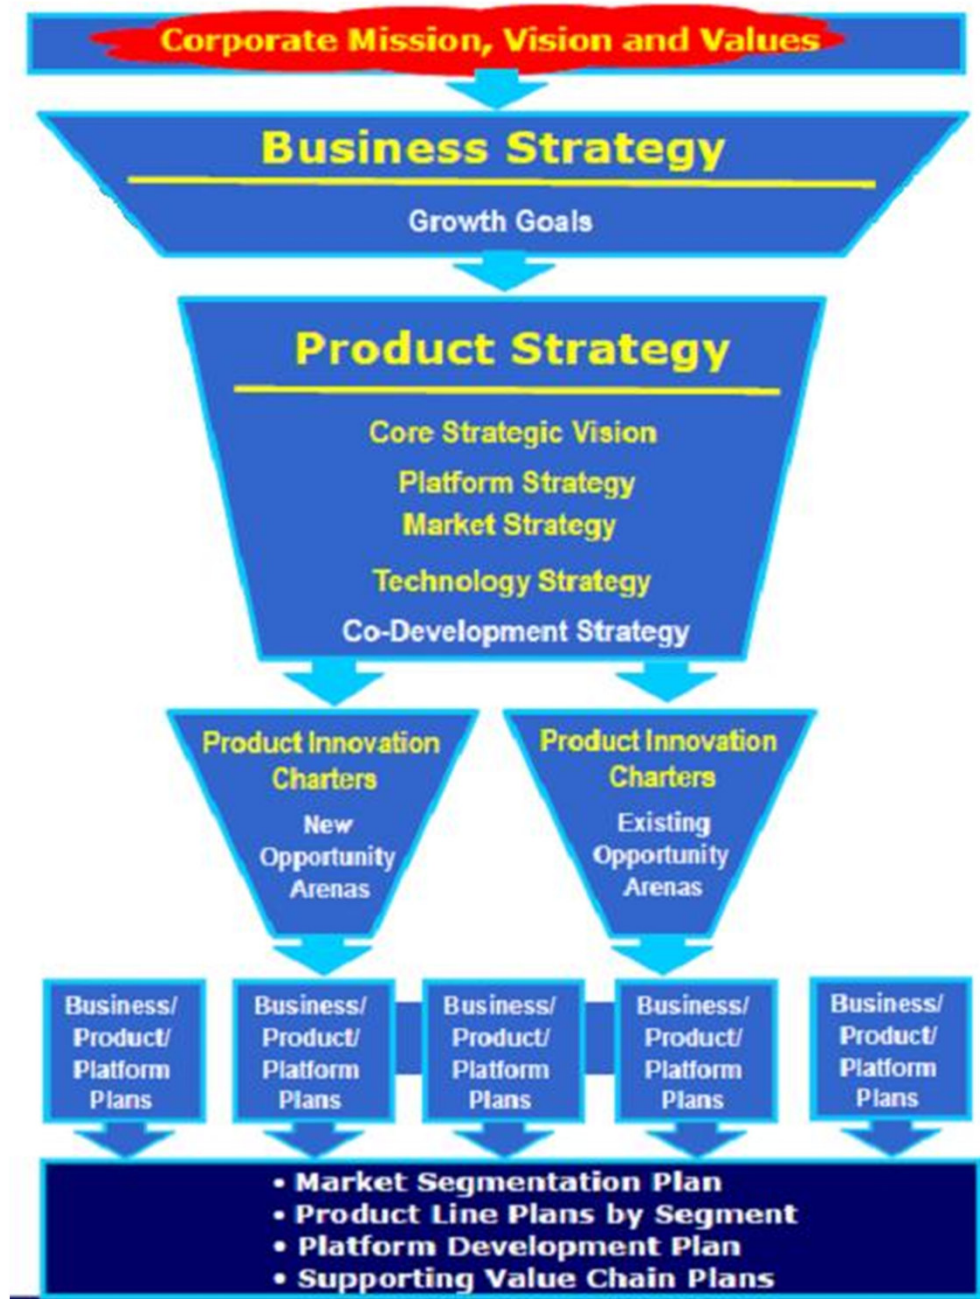 Corporate Mission, Vision and Values
Business Strategy
Growth Goals
Product Strategy
Core Strategic Vision
Platform Strategy
Market Strategy
Technology Strategy
Co-Development Strategy
Product Innovation
Charters
New
Opportunity
Arenas
Product Innovation
Charters
Existing
Opportunity
Arenas
Business/
Product/
Platform
Plans
Business/
Product/
Platform
Plans
Business/
Product/
Platform
Plans
Business/
Product/
Platform
Plans
Business/
Product/
Platform
Plans
• Market Segmentation Plan
• Product Line Plans by Segment
• Platform Development Plan
• Supporting Value Chain Plans